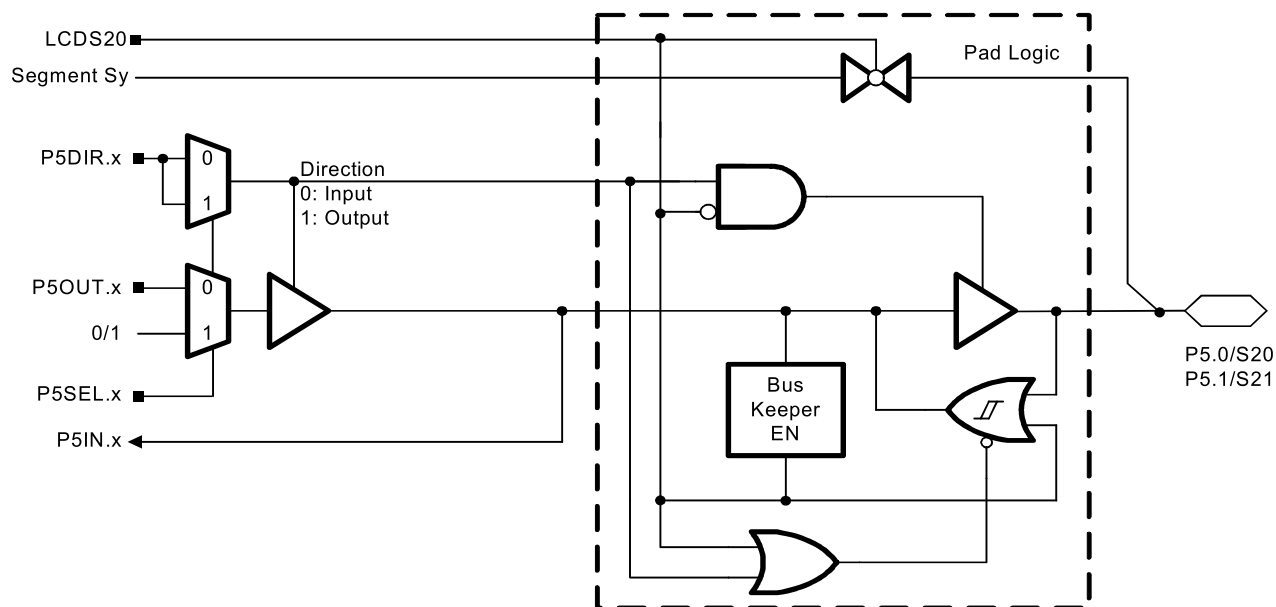 LCDS20
Pad Logic
Segment Sy
P5DIR.x
0
1
Direction
0: Input
1: Output
P5OUT.x
0
0/1
1
P5SEL.x
P5IN.x
Bus
Keeper
EN
P5.0/S20
P5.1/S21